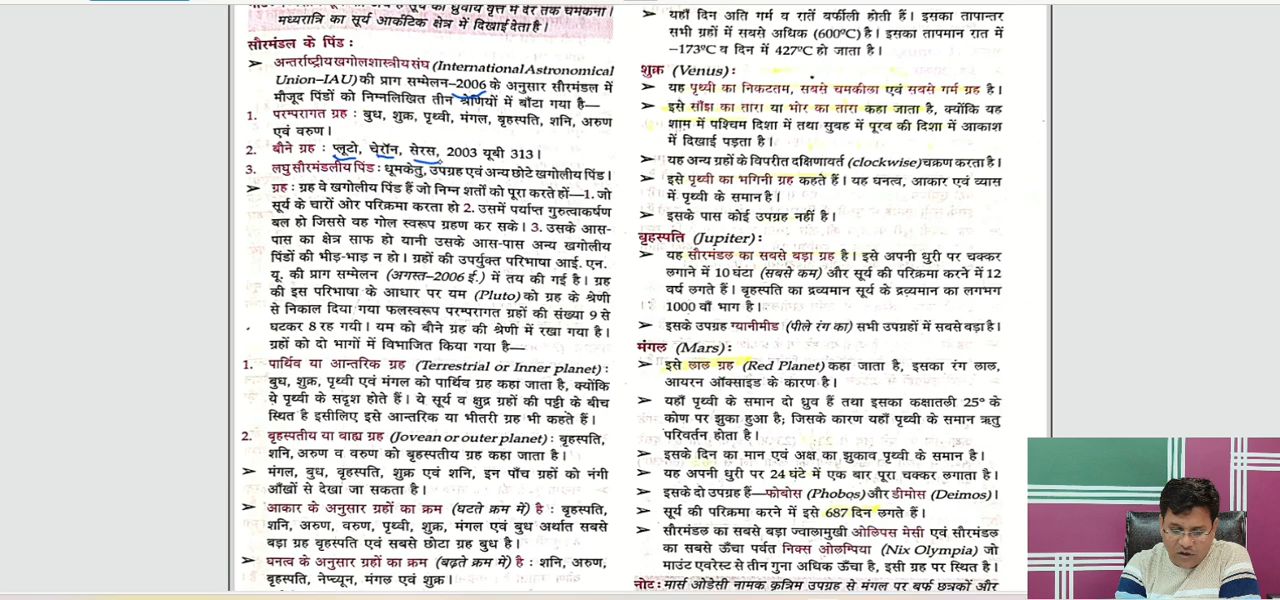 मध्यरात्रि का सूर्य आर्कटिक क्षेत्र में दिखाई देता है।
सौरमंडल के पिंड :
➢ अन्तर्राष्ट्रीय खगोलशास्त्रीय संघ (International Astronomical
Union–IAU) की प्राग सम्मेलन–2006 के अनुसार सौरमंडल में
मौजूद पिंडों को निम्नलिखित तीन श्रेणियों में बाँटा गया है—
1. परम्परागत ग्रह : बुध, शुक्र, पृथ्वी, मंगल, बृहस्पति, शनि, अरुण
एवं वरुण।
2. बौने ग्रह : प्लूटो, चेरॉन, सेरस, 2003 यूबी 313।
3. लघु सौरमंडलीय पिंड : धूमकेतु, उपग्रह एवं अन्य छोटे खगोलीय पिंड।
➢ ग्रह : ग्रह वे खगोलीय पिंड हैं जो निम्न शर्तों को पूरा करते हों—1. जो
सूर्य के चारों ओर परिक्रमा करता हो 2. उसमें पर्याप्त गुरुत्वाकर्षण
बल हो जिससे वह गोल स्वरूप ग्रहण कर सके। 3. उसके आस-
पास का क्षेत्र साफ हो यानी उसके आस-पास अन्य खगोलीय
पिंडों की भीड़-भाड़ न हो। ग्रहों की उपर्युक्त परिभाषा आई. एन.
यू. की प्राग सम्मेलन (अगस्त–2006 ई.) में तय की गई है। ग्रह
की इस परिभाषा के आधार पर यम (Pluto) को ग्रह के श्रेणी
से निकाल दिया गया फलस्वरूप परम्परागत ग्रहों की संख्या 9 से
घटकर 8 रह गयी। यम को बौने ग्रह की श्रेणी में रखा गया है।
ग्रहों को दो भागों में विभाजित किया गया है—
1. पार्थिव या आन्तरिक ग्रह (Terrestrial or Inner planet) :
बुध, शुक्र, पृथ्वी एवं मंगल को पार्थिव ग्रह कहा जाता है, क्योंकि
ये पृथ्वी के सदृश होते हैं। ये सूर्य व क्षुद्र ग्रहों की पट्टी के बीच
स्थित है इसीलिए इसे आन्तरिक या भीतरी ग्रह भी कहते हैं।
2. बृहस्पतीय या बाह्य ग्रह (Jovean or outer planet) : बृहस्पति,
शनि, अरुण व वरुण को बृहस्पतीय ग्रह कहा जाता है।
➢ मंगल, बुध, बृहस्पति, शुक्र एवं शनि, इन पाँच ग्रहों को नंगी
आँखों से देखा जा सकता है।
➢ आकार के अनुसार ग्रहों का क्रम (घटते क्रम में) है : बृहस्पति,
शनि, अरुण, वरुण, पृथ्वी, शुक्र, मंगल एवं बुध अर्थात सबसे
बड़ा ग्रह बृहस्पति एवं सबसे छोटा ग्रह बुध है।
➢ घनत्व के अनुसार ग्रहों का क्रम (बढ़ते क्रम में) है : शनि, अरुण,
बृहस्पति, नेप्च्यून, मंगल एवं शुक्र।
➢ यहाँ दिन अति गर्म व रातें बर्फीली होती हैं। इसका तापान्तर
सभी ग्रहों में सबसे अधिक (600°C) है। इसका तापमान रात में
−173°C व दिन में 427°C हो जाता है।
शुक्र (Venus) :
➢ यह पृथ्वी का निकटतम, सबसे चमकीला एवं सबसे गर्म ग्रह है।
➢ इसे साँझ का तारा या भोर का तारा कहा जाता है, क्योंकि यह
शाम में पश्चिम दिशा में तथा सुबह में पूरब की दिशा में आकाश
में दिखाई पड़ता है।
➢ यह अन्य ग्रहों के विपरीत दक्षिणावर्त (clockwise) चक्रण करता है।
➢ इसे पृथ्वी का भगिनी ग्रह कहते हैं। यह घनत्व, आकार एवं व्यास
में पृथ्वी के समान है।
➢ इसके पास कोई उपग्रह नहीं है।
बृहस्पति (Jupiter) :
➢ यह सौरमंडल का सबसे बड़ा ग्रह है। इसे अपनी धुरी पर चक्कर
लगाने में 10 घंटा (सबसे कम) और सूर्य की परिक्रमा करने में 12
वर्ष लगते हैं। बृहस्पति का द्रव्यमान सूर्य के द्रव्यमान का लगभग
1000 वाँ भाग है।
➢ इसके उपग्रह ग्यानीमीड (पीले रंग का) सभी उपग्रहों में सबसे बड़ा है।
मंगल (Mars) :
➢ इसे लाल ग्रह (Red Planet) कहा जाता है, इसका रंग लाल,
आयरन ऑक्साइड के कारण है।
➢ यहाँ पृथ्वी के समान दो ध्रुव हैं तथा इसका कक्षातली 25° के
कोण पर झुका हुआ है; जिसके कारण यहाँ पृथ्वी के समान ऋतु
परिवर्तन होता है।
➢ इसके दिन का मान एवं अक्ष का झुकाव पृथ्वी के समान है।
➢ यह अपनी धुरी पर 24 घंटे में एक बार पूरा चक्कर लगाता है।
➢ इसके दो उपग्रह हैं—फोबोस (Phobos) और डीमोस (Deimos)।
➢ सूर्य की परिक्रमा करने में इसे 687 दिन लगते हैं।
➢ सौरमंडल का सबसे बड़ा ज्वालामुखी ओलिपस मेसी एवं सौरमंडल
का सबसे ऊँचा पर्वत निक्स ओलम्पिया (Nix Olympia) जो
माउंट एवरेस्ट से तीन गुना अधिक ऊँचा है, इसी ग्रह पर स्थित है।
नोट : मार्स ओडेसी नामक कृत्रिम उपग्रह से मंगल पर बर्फ छत्रकों और